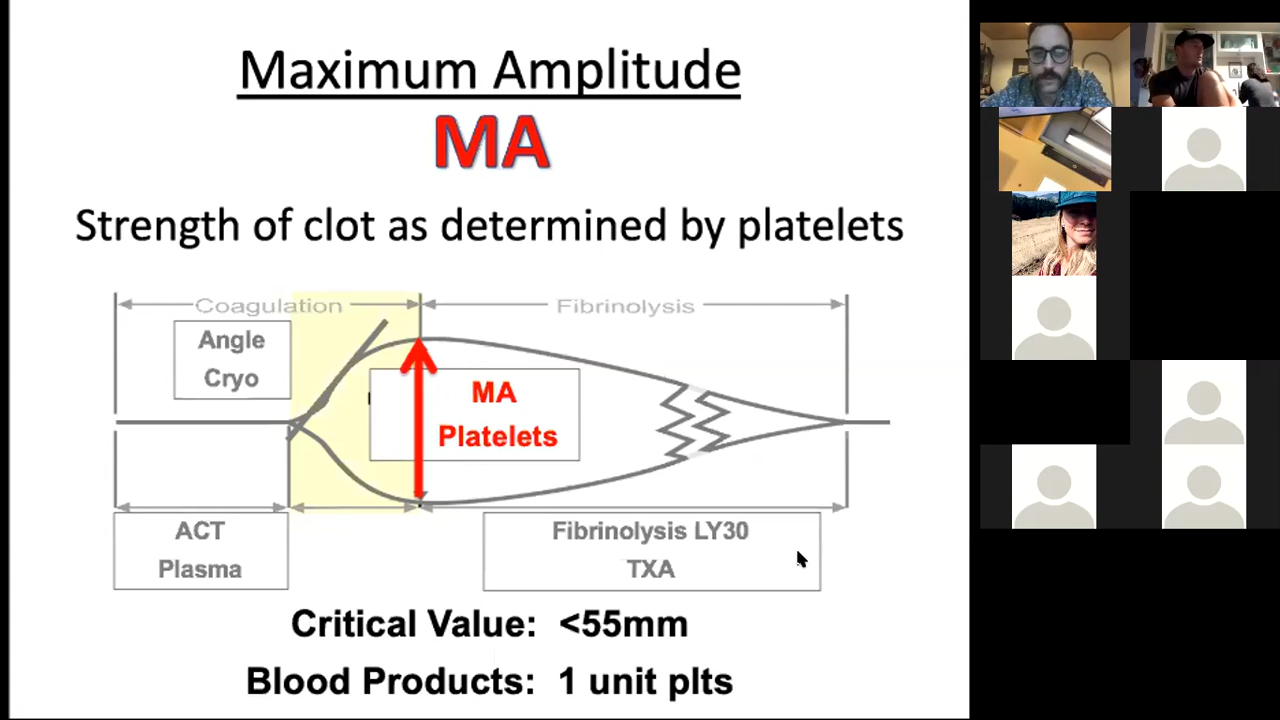 Maximum Amplitude
MA
Strength of clot as determined by platelets
Coagulation
Fibrinolysis
Angle
Cryo
MA
Platelets
ACT
Plasma
Fibrinolysis LY30
TXA
Critical Value: <55mm
Blood Products: 1 unit plts